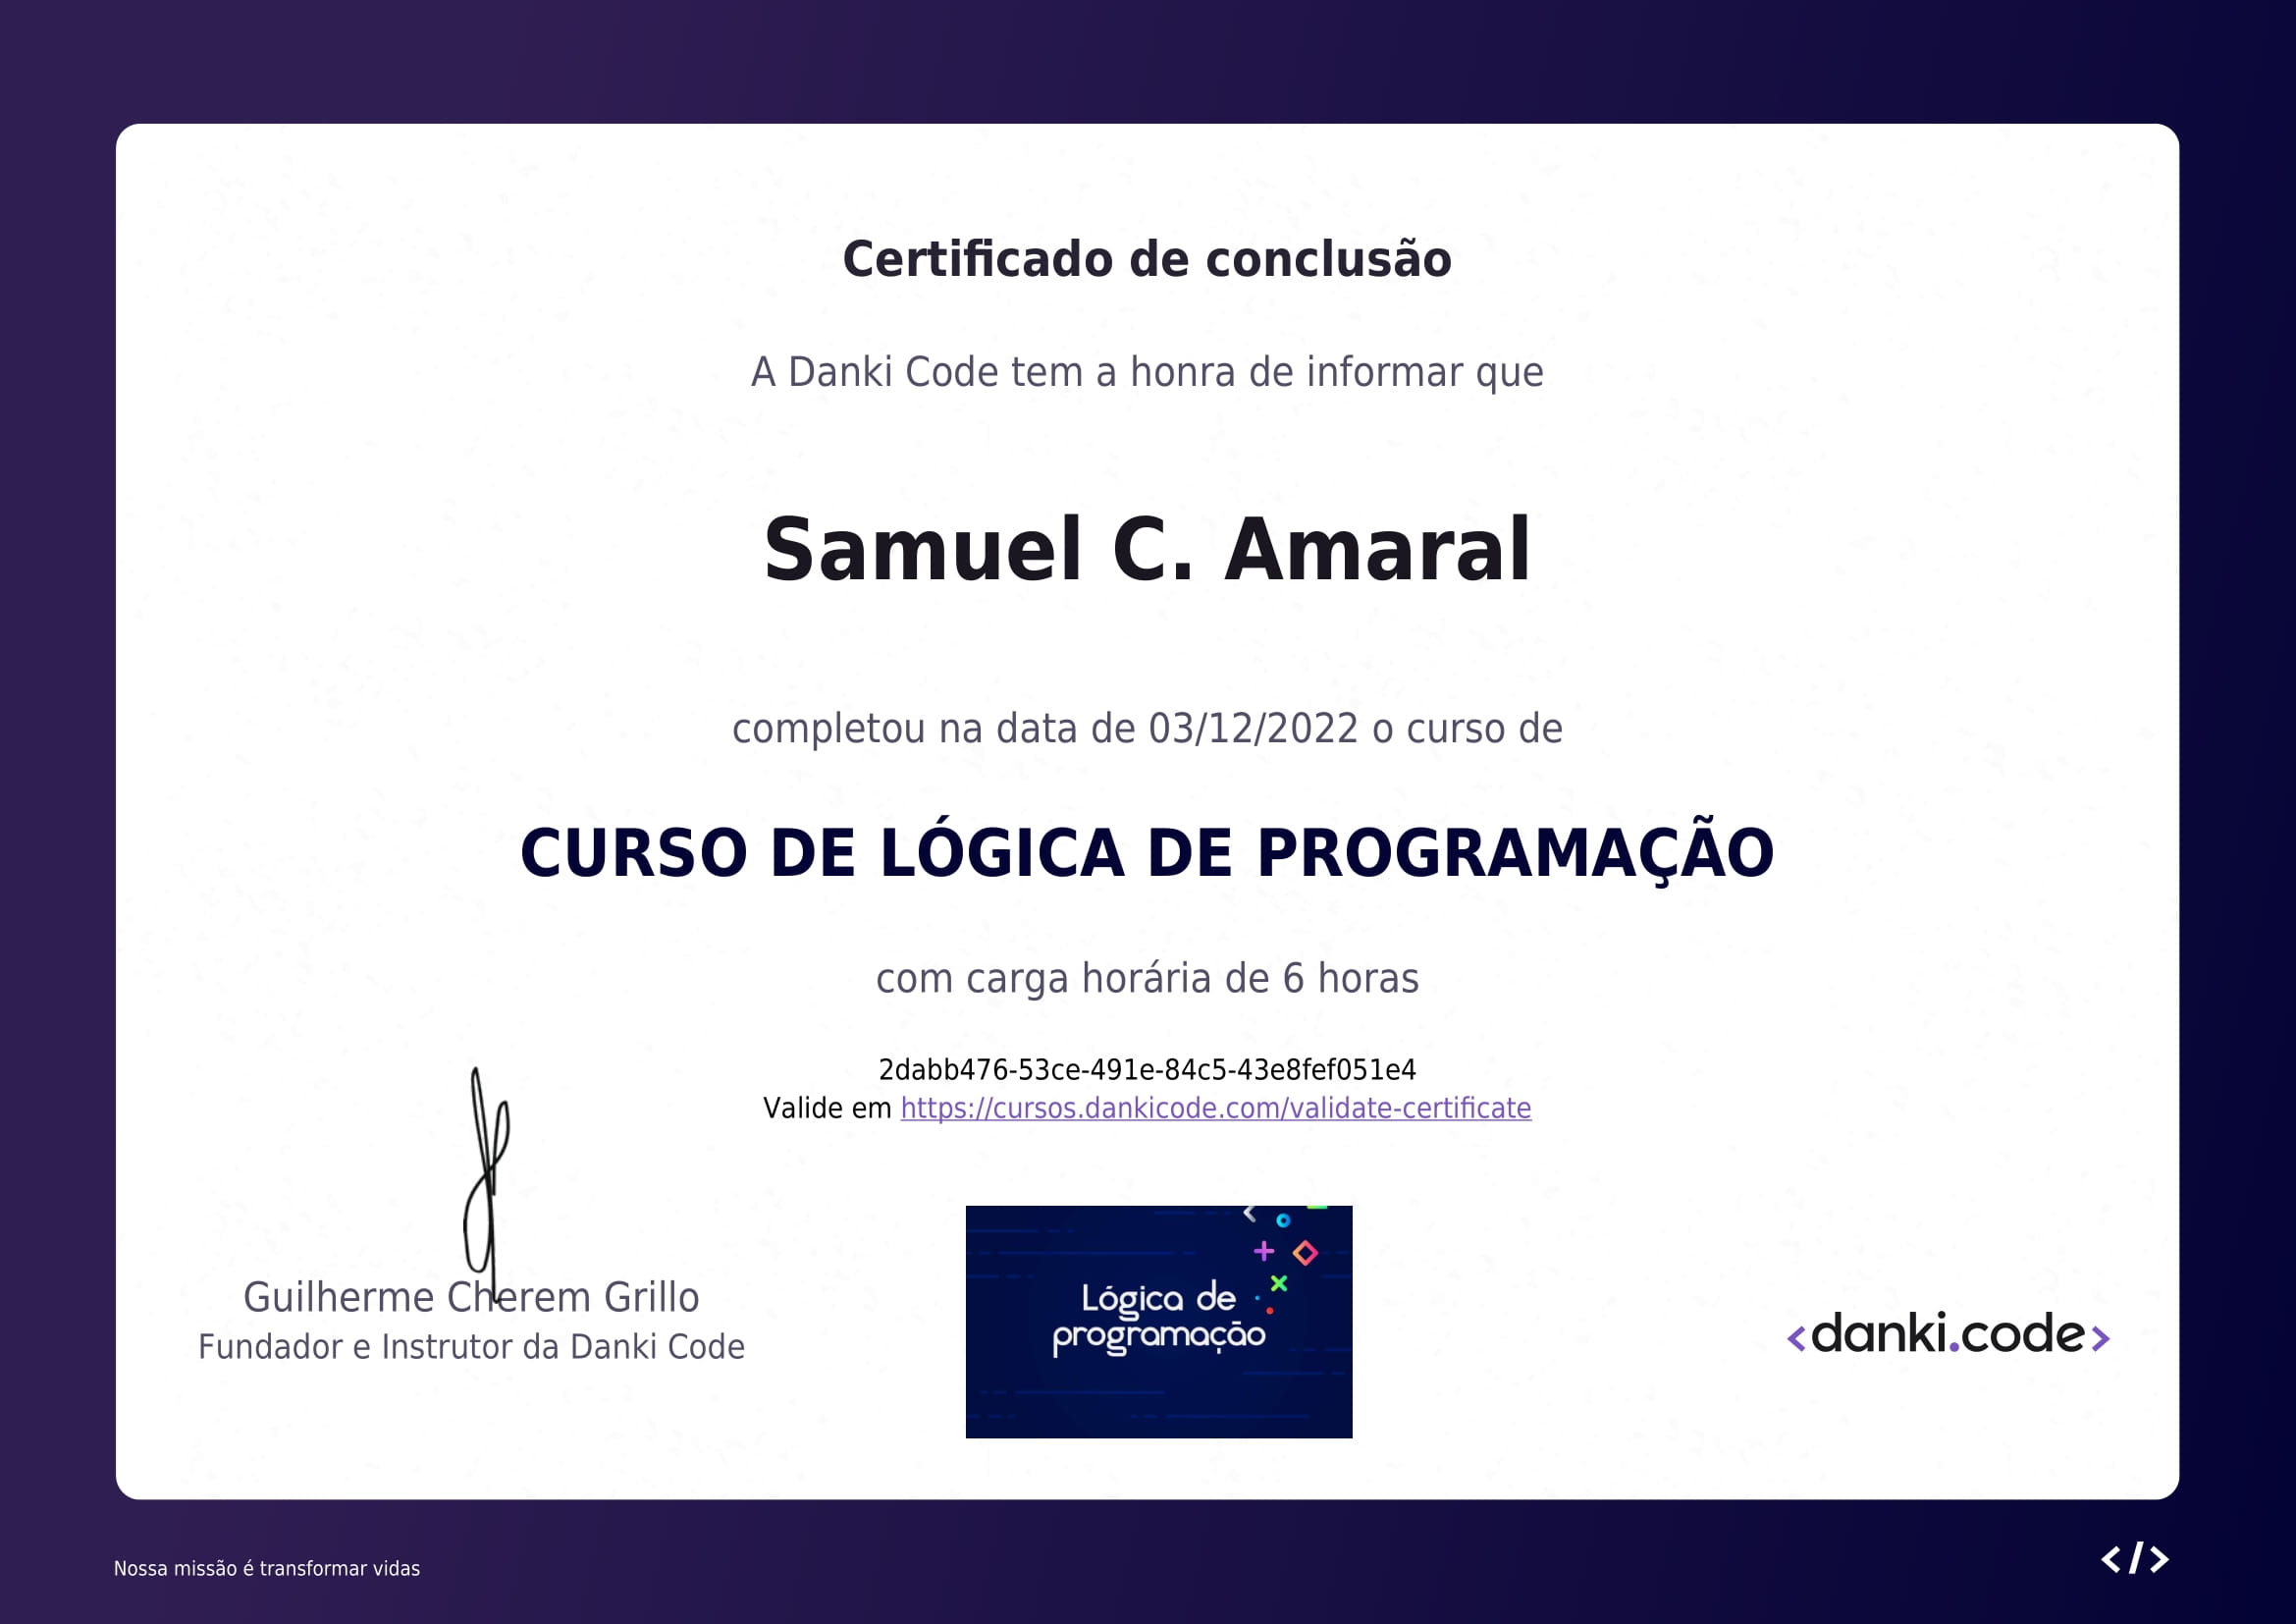 Certificado de conclusão
A Danki Code tem a honra de informar que
Samuel C. Amaral
completou na data de 03/12/2022 o curso de
CURSO DE LÓGICA DE PROGRAMAÇÃO
com carga horária de 6 horas
2dabb476-53ce-491e-84c5-43e8fef051e4
Valide em https://cursos.dankicode.com/validate-certificate
Guilherme Cherem Grillo
Fundador e Instrutor da Danki Code
Lógica de
programação
<danki.code>
Nossa missão é transformar vidas
</>